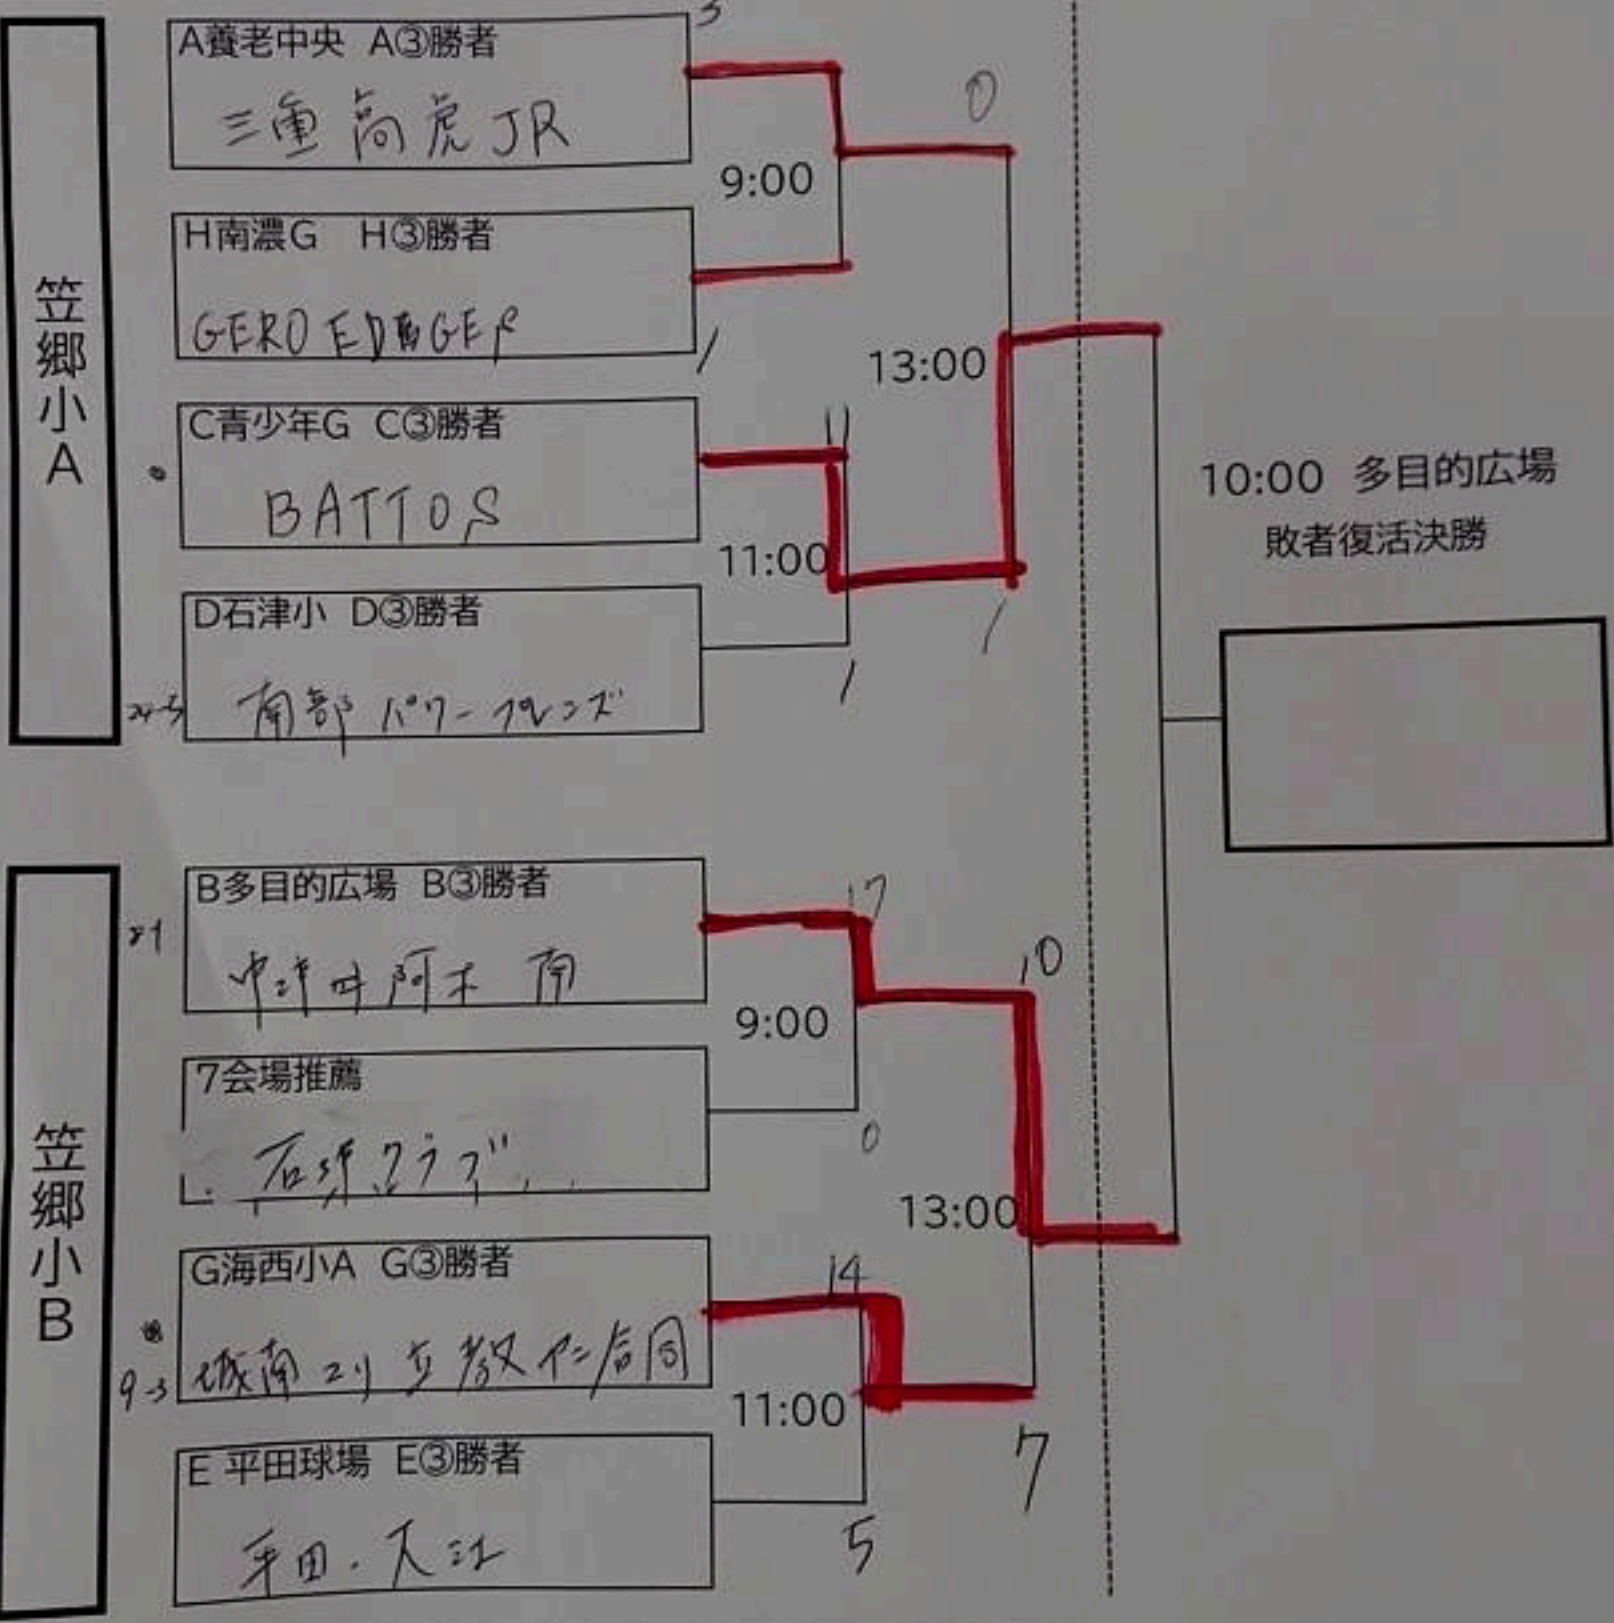 笠郷小A
A養老中央 A③勝者
三重高虎JR
3
9:00
0
H南濃G H③勝者
1
13:00
C青少年G C③勝者
BATTOS
11
11:00
1
D石津小 D③勝者
南部パワーフレンズ
1
10:00 多目的広場
敗者復活決勝
笠郷小B
B多目的広場 B③勝者
17
9:00
10
7会場推薦
石津クラブ
0
13:00
G海西小A G③勝者
14
9-3
11:00
7
E 平田球場 E③勝者
平田・大江
5